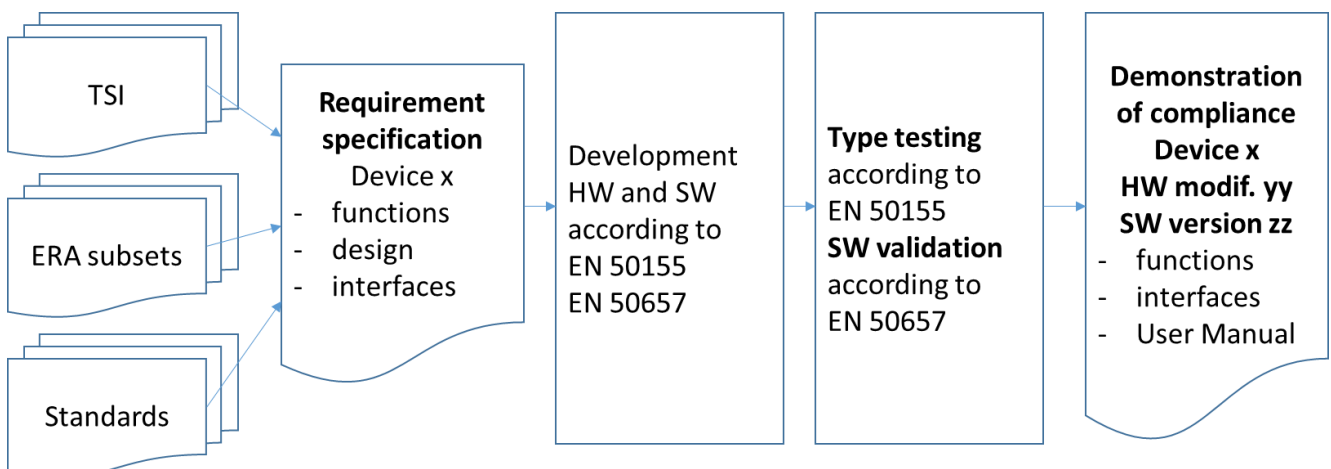 TSI
ERA subsets
Standards
Requirement
specification
Device x
- functions
- design
- interfaces
Development
HW and SW
according to
EN 50155
EN 50657
Type testing
according to
EN 50155
SW validation
according to
EN 50657
Demonstration
of compliance
Device x
HW modif. yy
SW version zz
- functions
- interfaces
- User Manual